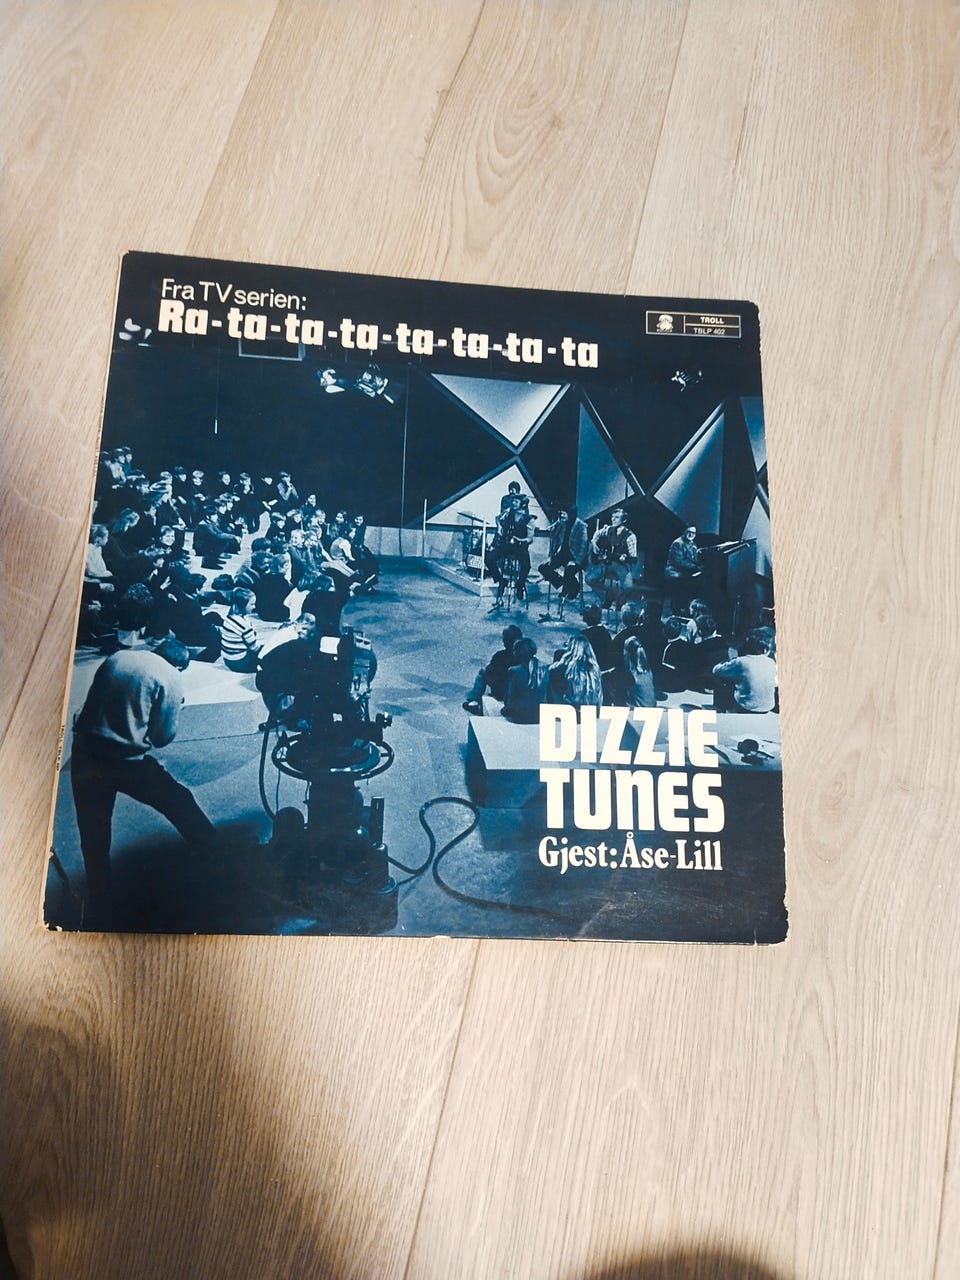 Fra TV serien:
Ra-ta-ta-ta-ta-ta-ta-ta
TROLL
TBLP 402
DIZZIE
TUNES
Gjest: Åse-Lill